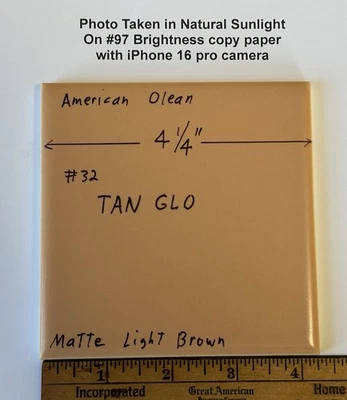 Photo Taken in Natural Sunlight
On #97 Brightness copy paper
with iPhone 16 pro camera
American Olean
4 1/4"
#32
TAN GLO
Matte Light Brown
1 2 3 4
Incorporated Great American Home